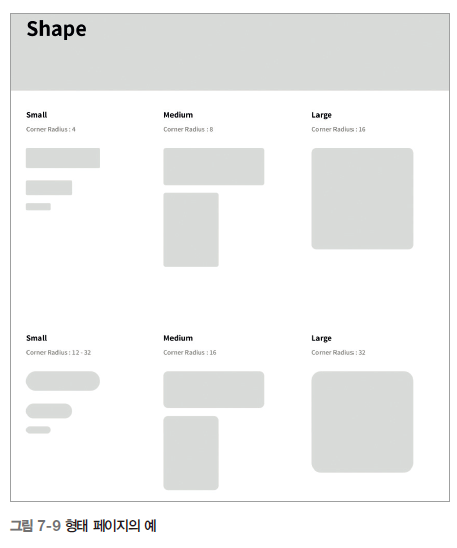 Shape
Small
Corner Radius : 4
Medium
Corner Radius : 8
Large
Corner Radius : 16
Small
Corner Radius : 12 - 32
Medium
Corner Radius : 16
Large
Corner Radius : 32
그림 7-9 형태 페이지의 예